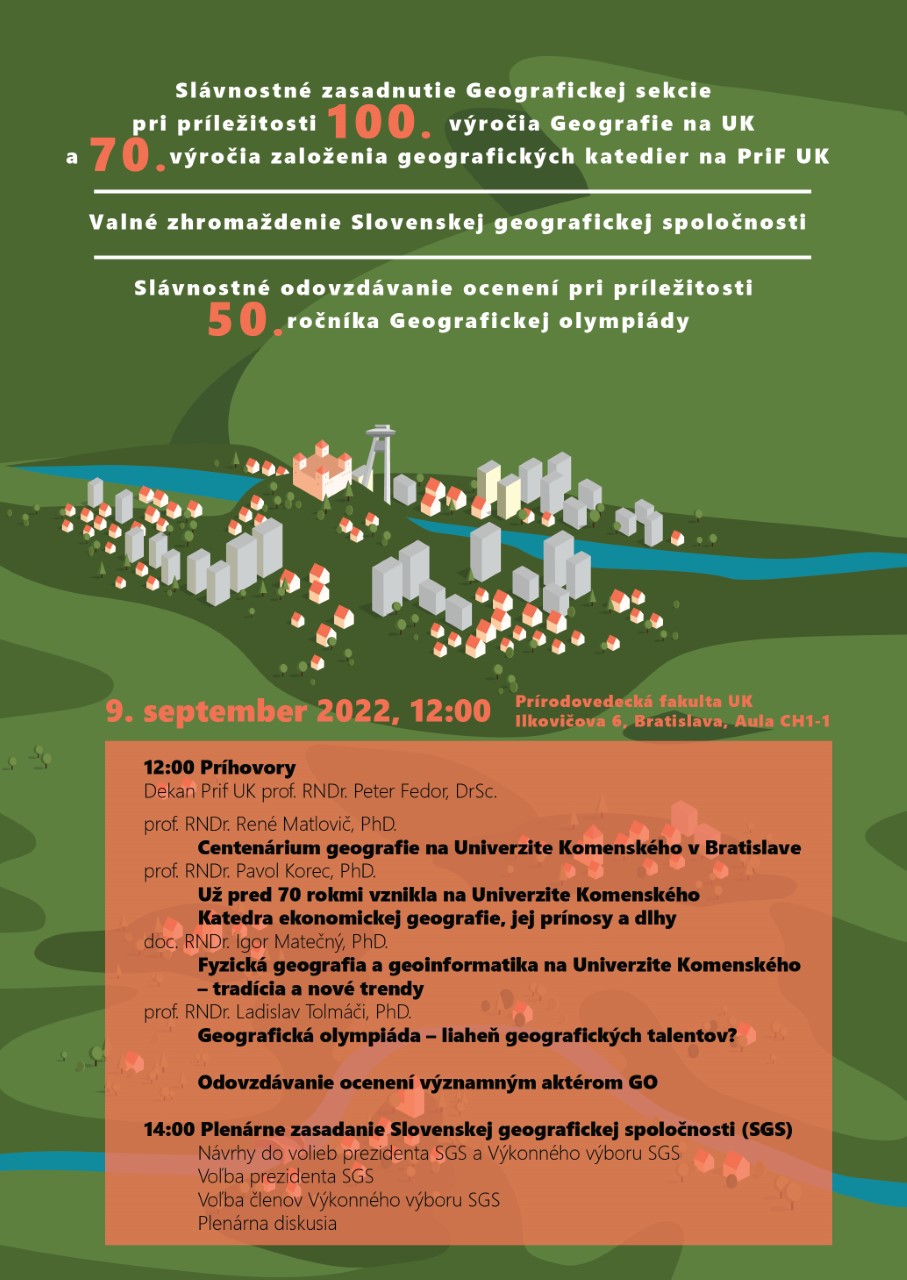 Slávnostné zasadnutie Geografickej sekcie
pri príležitosti 100. výročia Geografie na UK
a 70. výročia založenia geografických katedier na PriF UK
Valné zhromaždenie Slovenskej geografickej spoločnosti
Slávnostné odovzdávanie ocenení pri príležitosti
50. ročníka Geografickej olympiády
9. september 2022, 12:00
Prírodovedecká fakulta UK
Ilkovičova 6, Bratislava, Aula CH1-1
12:00 Príhovory
Dekan Prif UK prof. RNDr. Peter Fedor, DrSc.
prof. RNDr. René Matlovič, PhD.
Centenárium geografie na Univerzite Komenského v Bratislave
prof. RNDr. Pavol Korec, PhD.
Už pred 70 rokmi vznikla na Univerzite Komenského
Katedra ekonomickej geografie, jej prínosy a dlhy
doc. RNDr. Igor Matečný, PhD.
Fyzická geografia a geoinformatika na Univerzite Komenského
– tradícia a nové trendy
prof. RNDr. Ladislav Tolmáči, PhD.
Geografická olympiáda – liaheň geografických talentov?
Odovzdávanie ocenení významným aktérom GO
14:00 Plenárne zasadanie Slovenskej geografickej spoločnosti (SGS)
Návrhy do volieb prezidenta SGS a Výkonného výboru SGS
Voľba prezidenta SGS
Voľba členov Výkonného výboru SGS
Plenárna diskusia